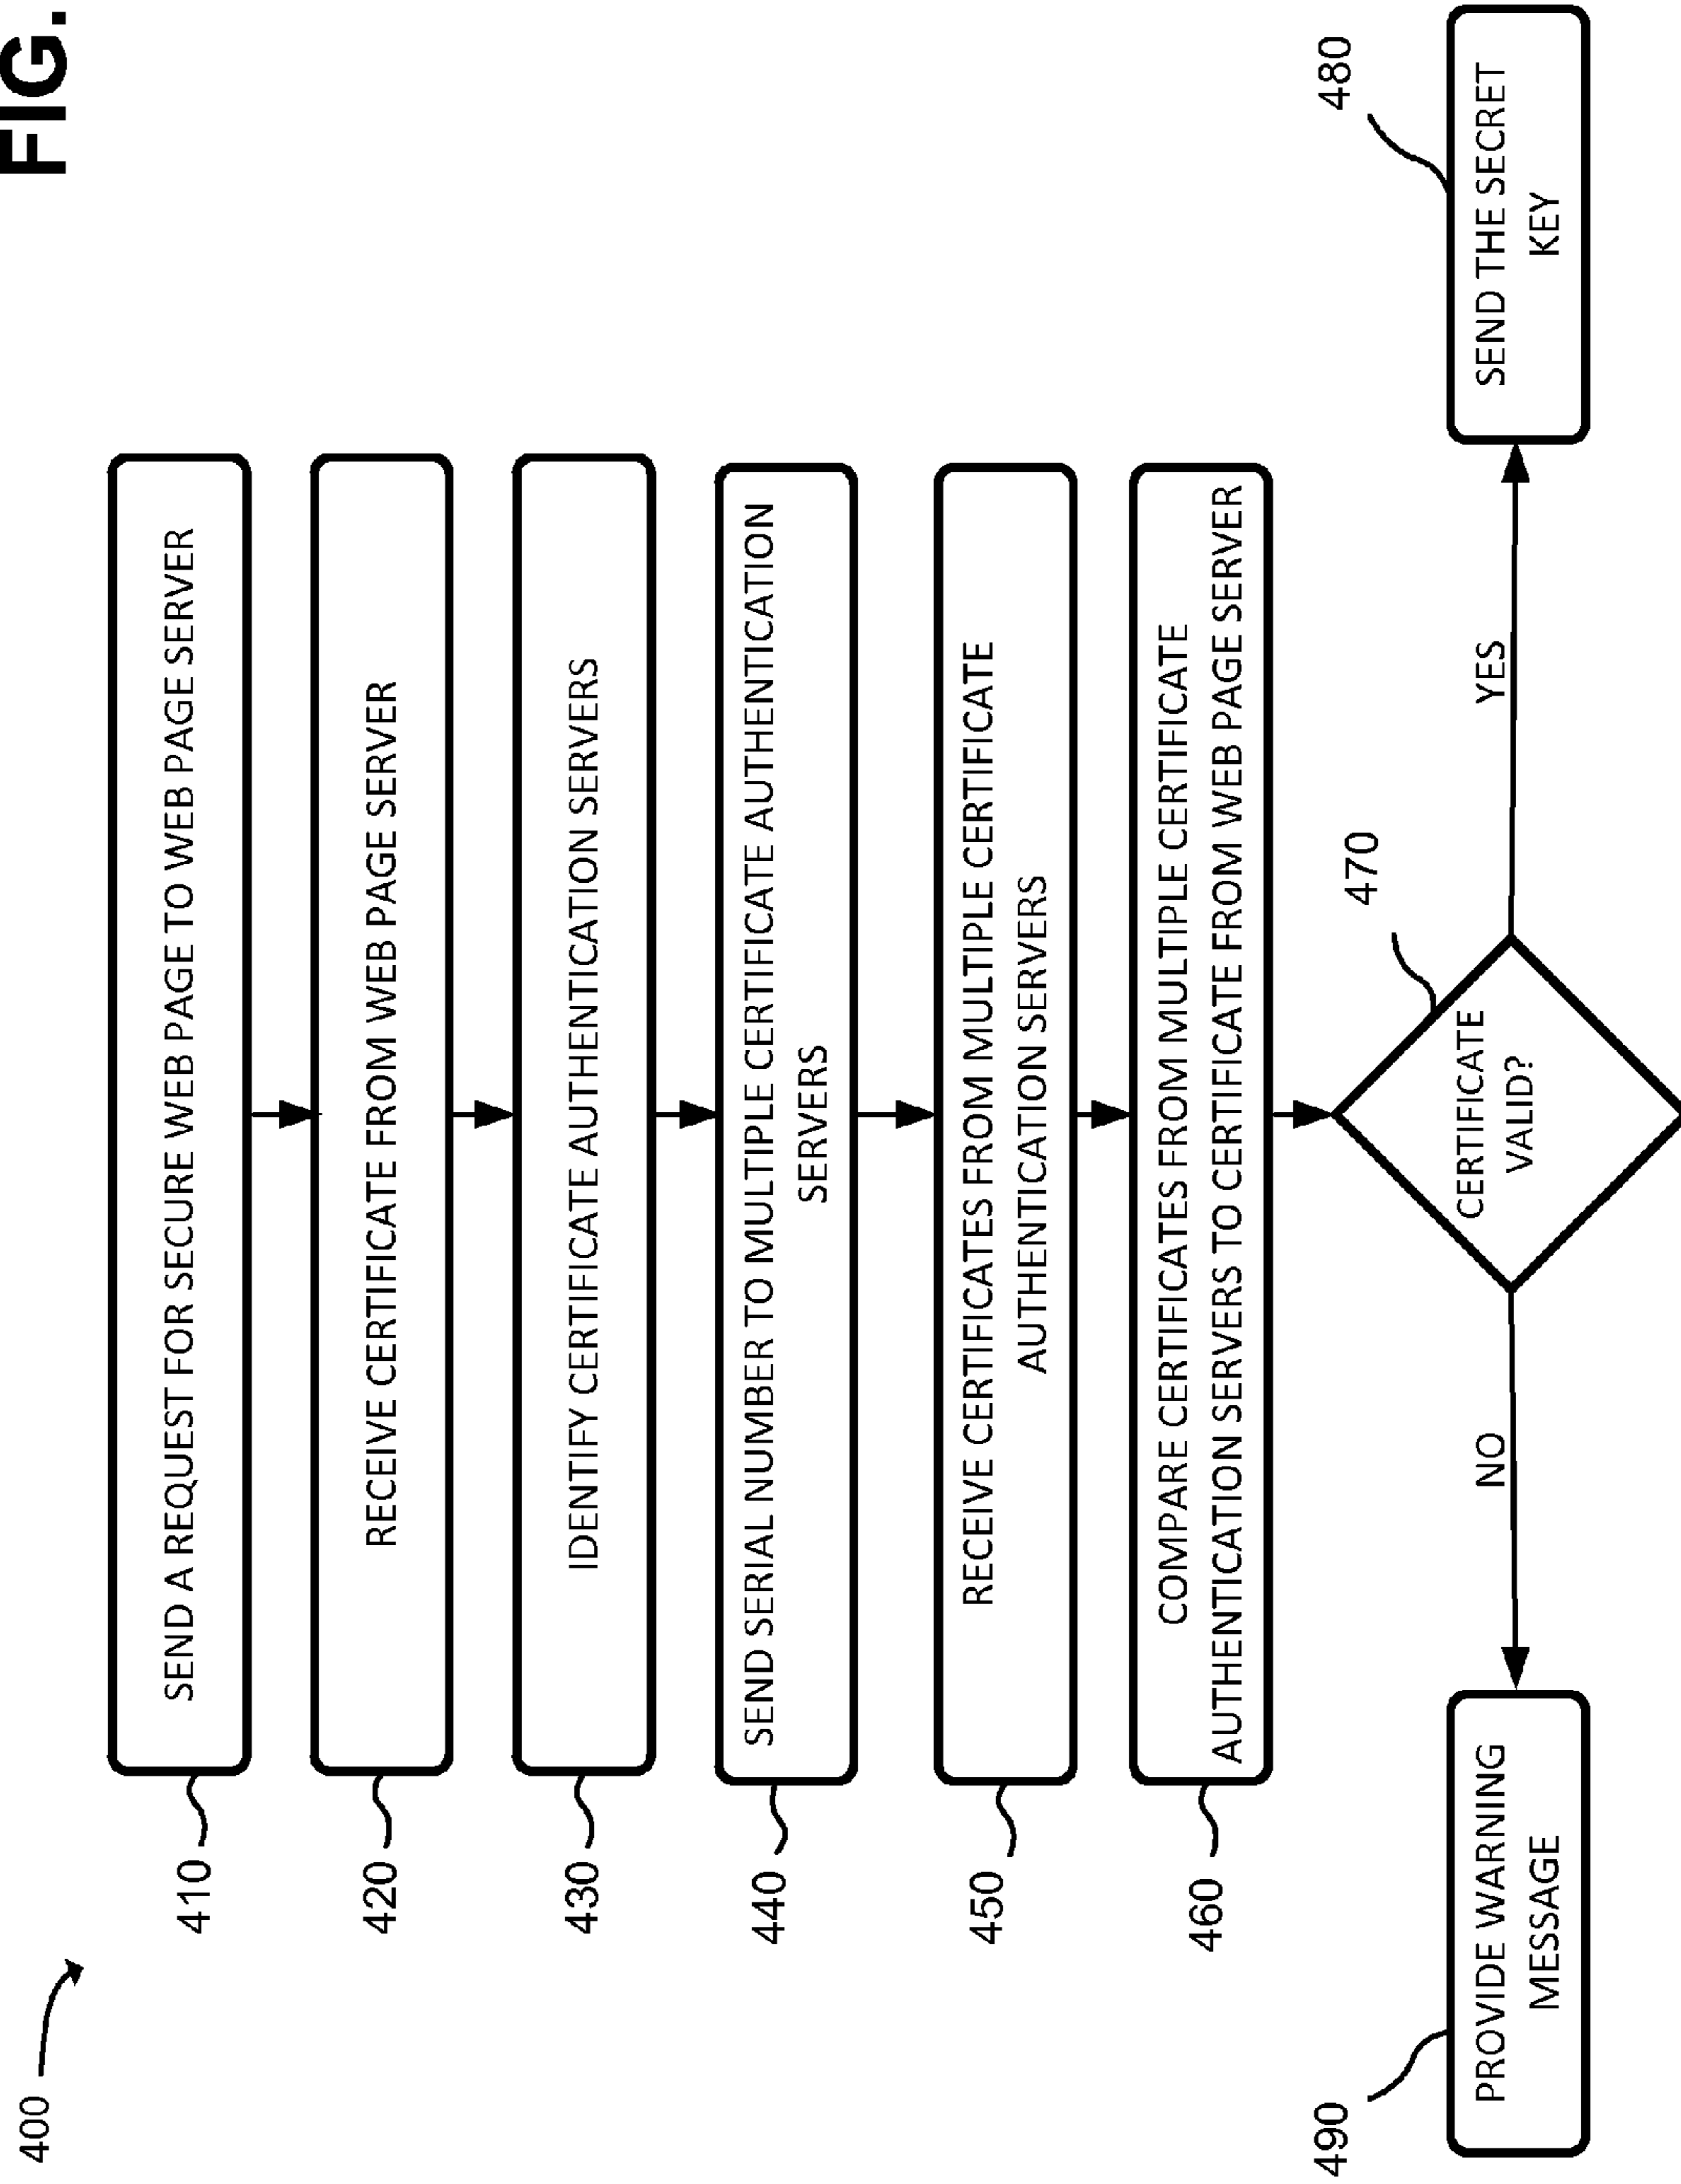 FIG.
400
410
SEND A REQUEST FOR SECURE WEB PAGE TO WEB PAGE SERVER
420
RECEIVE CERTIFICATE FROM WEB PAGE SERVER
430
IDENTIFY CERTIFICATE AUTHENTICATION SERVERS
440
SEND SERIAL NUMBER TO MULTIPLE CERTIFICATE AUTHENTICATION
SERVERS
450
RECEIVE CERTIFICATES FROM MULTIPLE CERTIFICATE
AUTHENTICATION SERVERS
460
COMPARE CERTIFICATES FROM MULTIPLE CERTIFICATE
AUTHENTICATION SERVERS TO CERTIFICATE FROM WEB PAGE SERVER
470
CERTIFICATE
VALID?
NO
YES
490
PROVIDE WARNING
MESSAGE
480
SEND THE SECRET
KEY